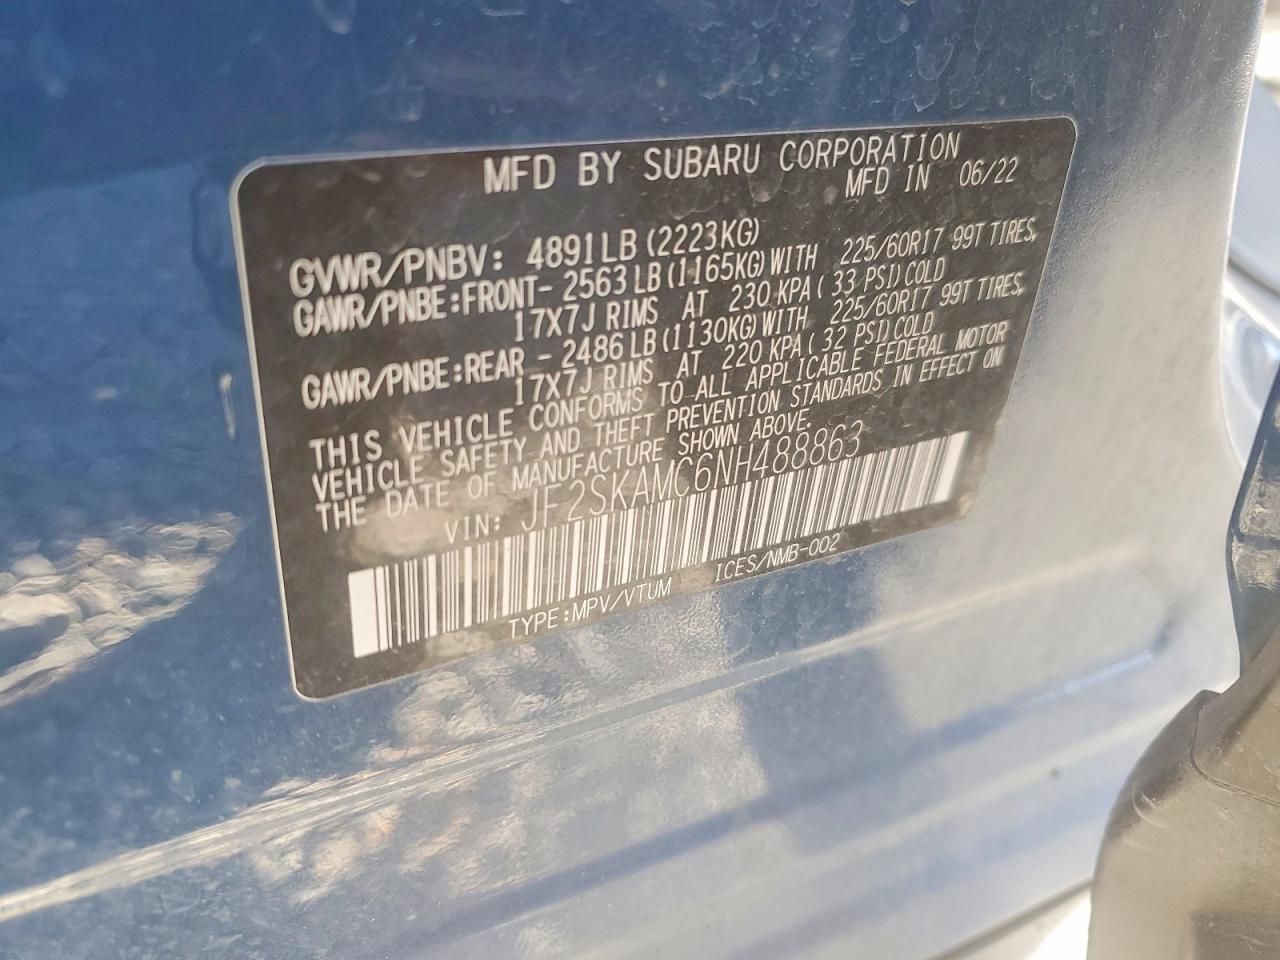 MFD BY SUBARU CORPORATION
MFD IN 06/22
GVWR/PNBV: 4891LB (2223KG)
GAWR/PNBE:FRONT- 2563LB (1165KG) WITH 225/60R17 99T TIRES,
17X7J RIMS AT 230 KPA ( 33 PSI) COLD
GAWR/PNBE:REAR - 2486LB (1130KG) WITH 225/60R17 99T TIRES,
17X7J RIMS AT 220 KPA ( 32 PSI) COLD
THIS VEHICLE CONFORMS TO ALL APPLICABLE FEDERAL MOTOR
VEHICLE SAFETY AND THEFT PREVENTION STANDARDS IN EFFECT ON
THE DATE OF MANUFACTURE SHOWN ABOVE.
VIN: JF2SKAMC6NH488863
TYPE:MPV/VTUM ICES/NMB-002